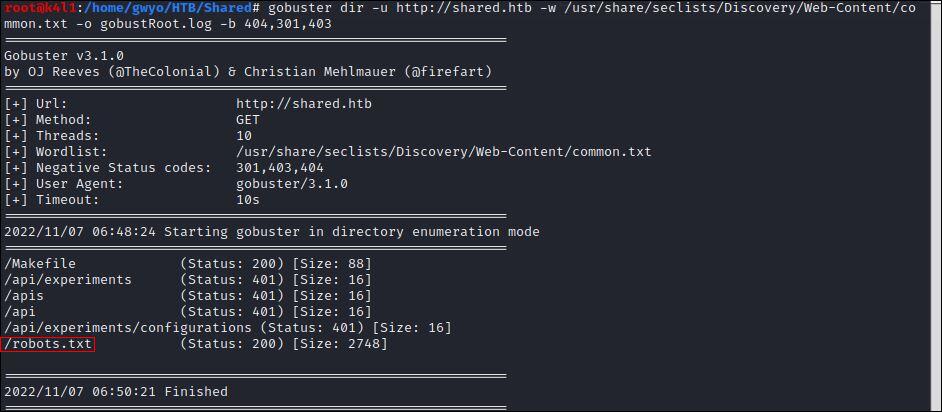 root@k4l1:/home/gwyo/HTB/Shared# gobuster dir -u http://shared.htb -w /usr/share/seclists/Discovery/Web-Content/co
mmon.txt -o gobustRoot.log -b 404,301,403
===============================================================
Gobuster v3.1.0
by OJ Reeves (@TheColonial) & Christian Mehlmauer (@firefart)
===============================================================
[+] Url:                     http://shared.htb
[+] Method:                  GET
[+] Threads:                 10
[+] Wordlist:                /usr/share/seclists/Discovery/Web-Content/common.txt
[+] Negative Status codes:   301,403,404
[+] User Agent:              gobuster/3.1.0
[+] Timeout:                 10s
===============================================================
2022/11/07 06:48:24 Starting gobuster in directory enumeration mode
===============================================================
/Makefile             (Status: 200) [Size: 88]
/api/experiments      (Status: 401) [Size: 16]
/apis                 (Status: 401) [Size: 16]
/api                  (Status: 401) [Size: 16]
/api/experiments/configurations (Status: 401) [Size: 16]
/robots.txt           (Status: 200) [Size: 2748]
===============================================================
2022/11/07 06:50:21 Finished
===============================================================